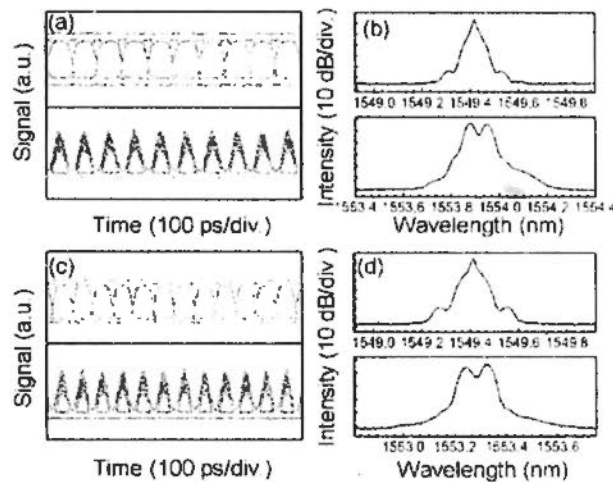 (a)
Signal (a.u.)
Time (100 ps/div.)
(b)
Intensity (10 dB/div.)
1549.0 1549.2 1549.4 1549.6 1549.8
1553.4 1553.6 1553.8 1554.0 1554.2 1554.4
Wavelength (nm)
(c)
Signal (a.u.)
Time (100 ps/div.)
(d)
Intensity (10 dB/div)
1549.0 1549.2 1549.4 1549.6 1549.8
1553.0 1553.2 1553.4 1553.6
Wavelength (nm)